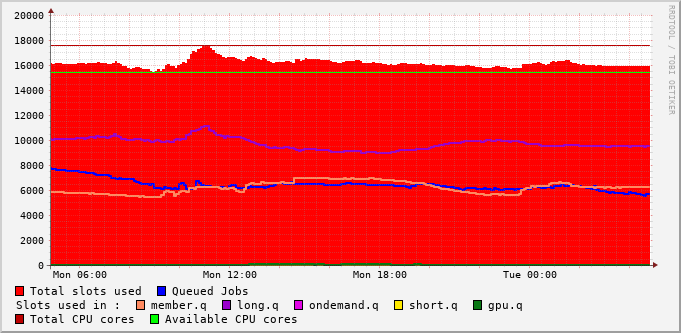 20000
18000
16000
14000
12000
10000
8000
6000
4000
2000
0
Mon 06:00 Mon 12:00 Mon 18:00 Tue 00:00
RRDTOOL / TOBI OETIKER
Total slots used Queued Jobs
Slots used in : member.q long.q ondemand.q short.q gpu.q
Total CPU cores Available CPU cores